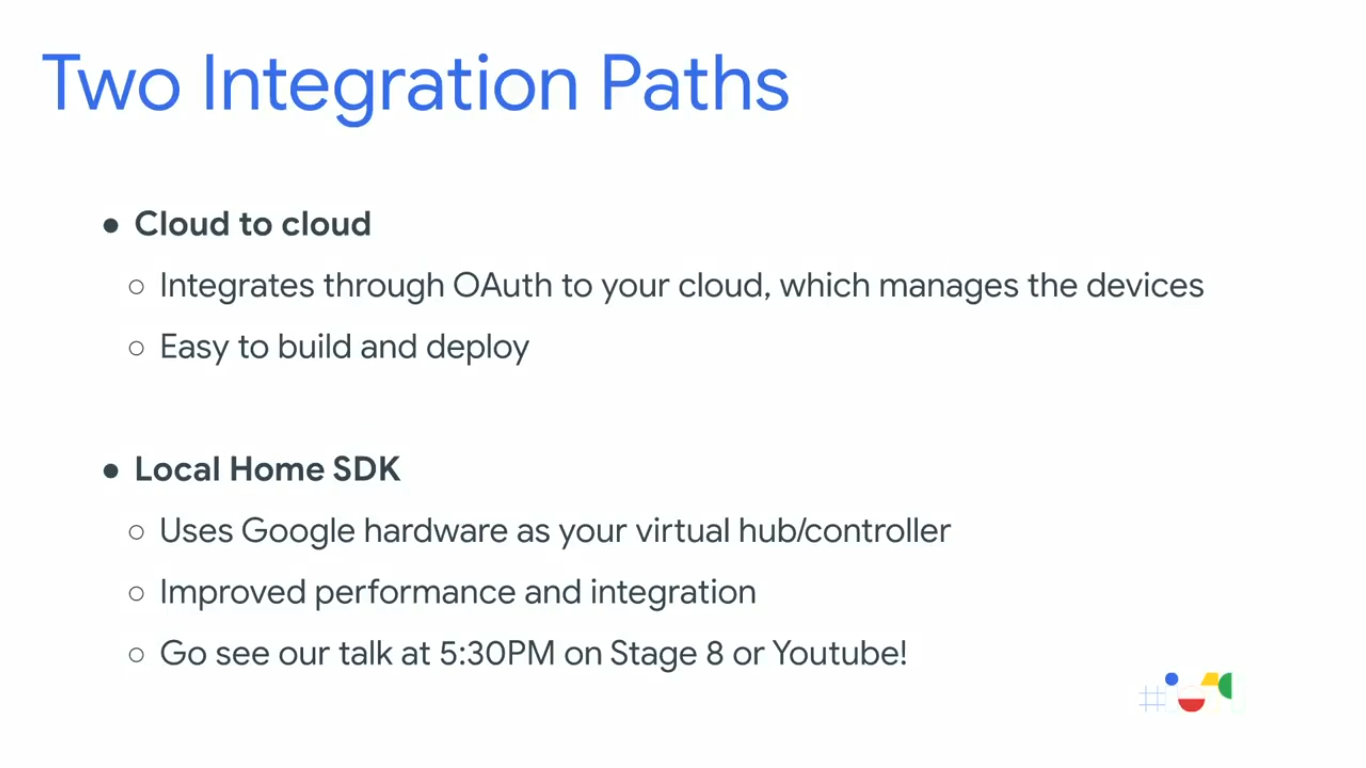 Two Integration Paths
● Cloud to cloud
○ Integrates through OAuth to your cloud, which manages the devices
○ Easy to build and deploy
● Local Home SDK
○ Uses Google hardware as your virtual hub/controller
○ Improved performance and integration
○ Go see our talk at 5:30PM on Stage 8 or Youtube!